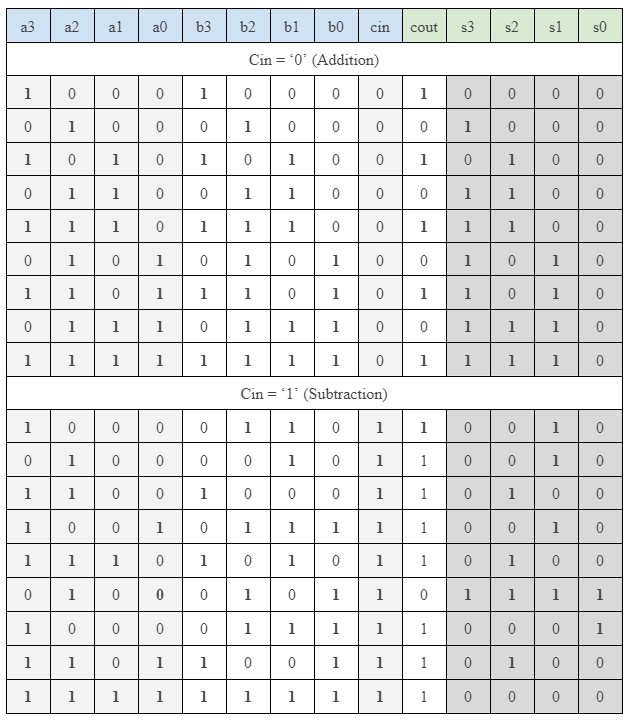 a3 a2 a1 a0 b3 b2 b1 b0 cin cout s3 s2 s1 s0
Cin = ‘0’ (Addition)
1 0 0 0 1 0 0 0 0 1 0 0 0 0
0 1 0 0 0 1 0 0 0 0 1 0 0 0
1 0 1 0 1 0 1 0 0 1 0 1 0 0
0 1 1 0 0 1 1 0 0 0 1 1 0 0
1 1 1 0 1 1 1 0 0 1 1 1 0 0
0 1 0 1 0 1 0 1 0 0 1 0 1 0
1 1 0 1 1 1 0 1 0 1 1 0 1 0
0 1 1 1 0 1 1 1 0 0 1 1 1 0
1 1 1 1 1 1 1 1 0 1 1 1 1 0
Cin = ‘1’ (Subtraction)
1 0 0 0 0 1 1 0 1 1 0 0 1 0
0 1 0 0 0 0 1 0 1 1 0 0 1 0
1 1 0 0 1 0 0 0 1 1 0 1 0 0
1 0 0 1 0 1 1 1 1 1 0 0 1 0
1 1 1 0 1 0 1 0 1 1 0 1 0 0
0 1 0 0 0 1 0 1 1 0 1 1 1 1
1 0 0 0 0 1 1 1 1 1 0 0 0 1
1 1 0 1 1 0 0 1 1 1 0 1 0 0
1 1 1 1 1 1 1 1 1 1 0 0 0 0